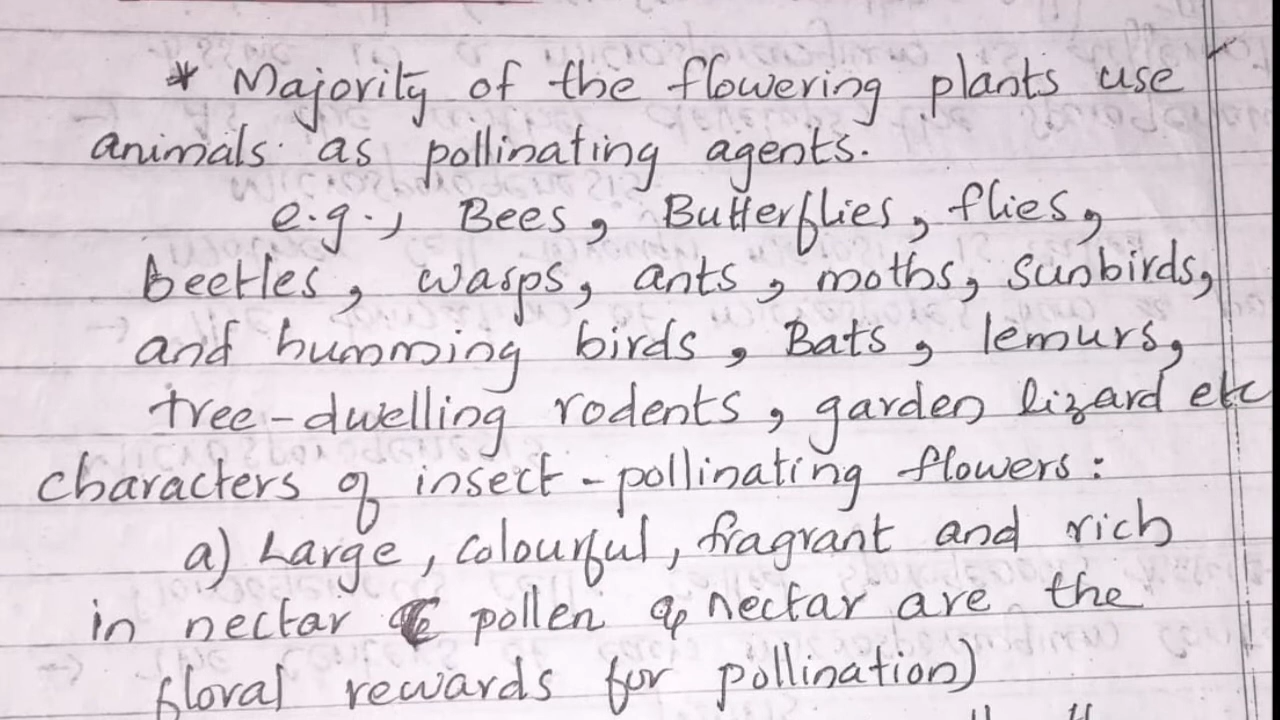 * Majority of the flowering plants use
animals as pollinating agents.
e.g., Bees, Butterflies, flies,
beetles, wasps, ants, moths, sunbirds,
and humming birds, Bats, lemurs,
tree-dwelling rodents, garden lizard etc
characters of insect-pollinating flowers:
a) Large, colourful, fragrant and rich
in nectar pollen & nectar are the
floral rewards for pollination)